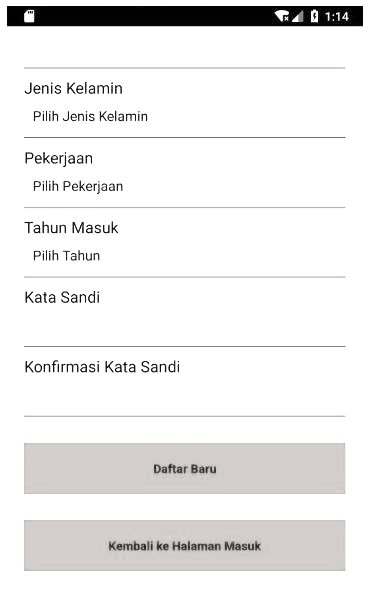 1:14
Jenis Kelamin
Pilih Jenis Kelamin
Pekerjaan
Pilih Pekerjaan
Tahun Masuk
Pilih Tahun
Kata Sandi
Konfirmasi Kata Sandi
Daftar Baru
Kembali ke Halaman Masuk